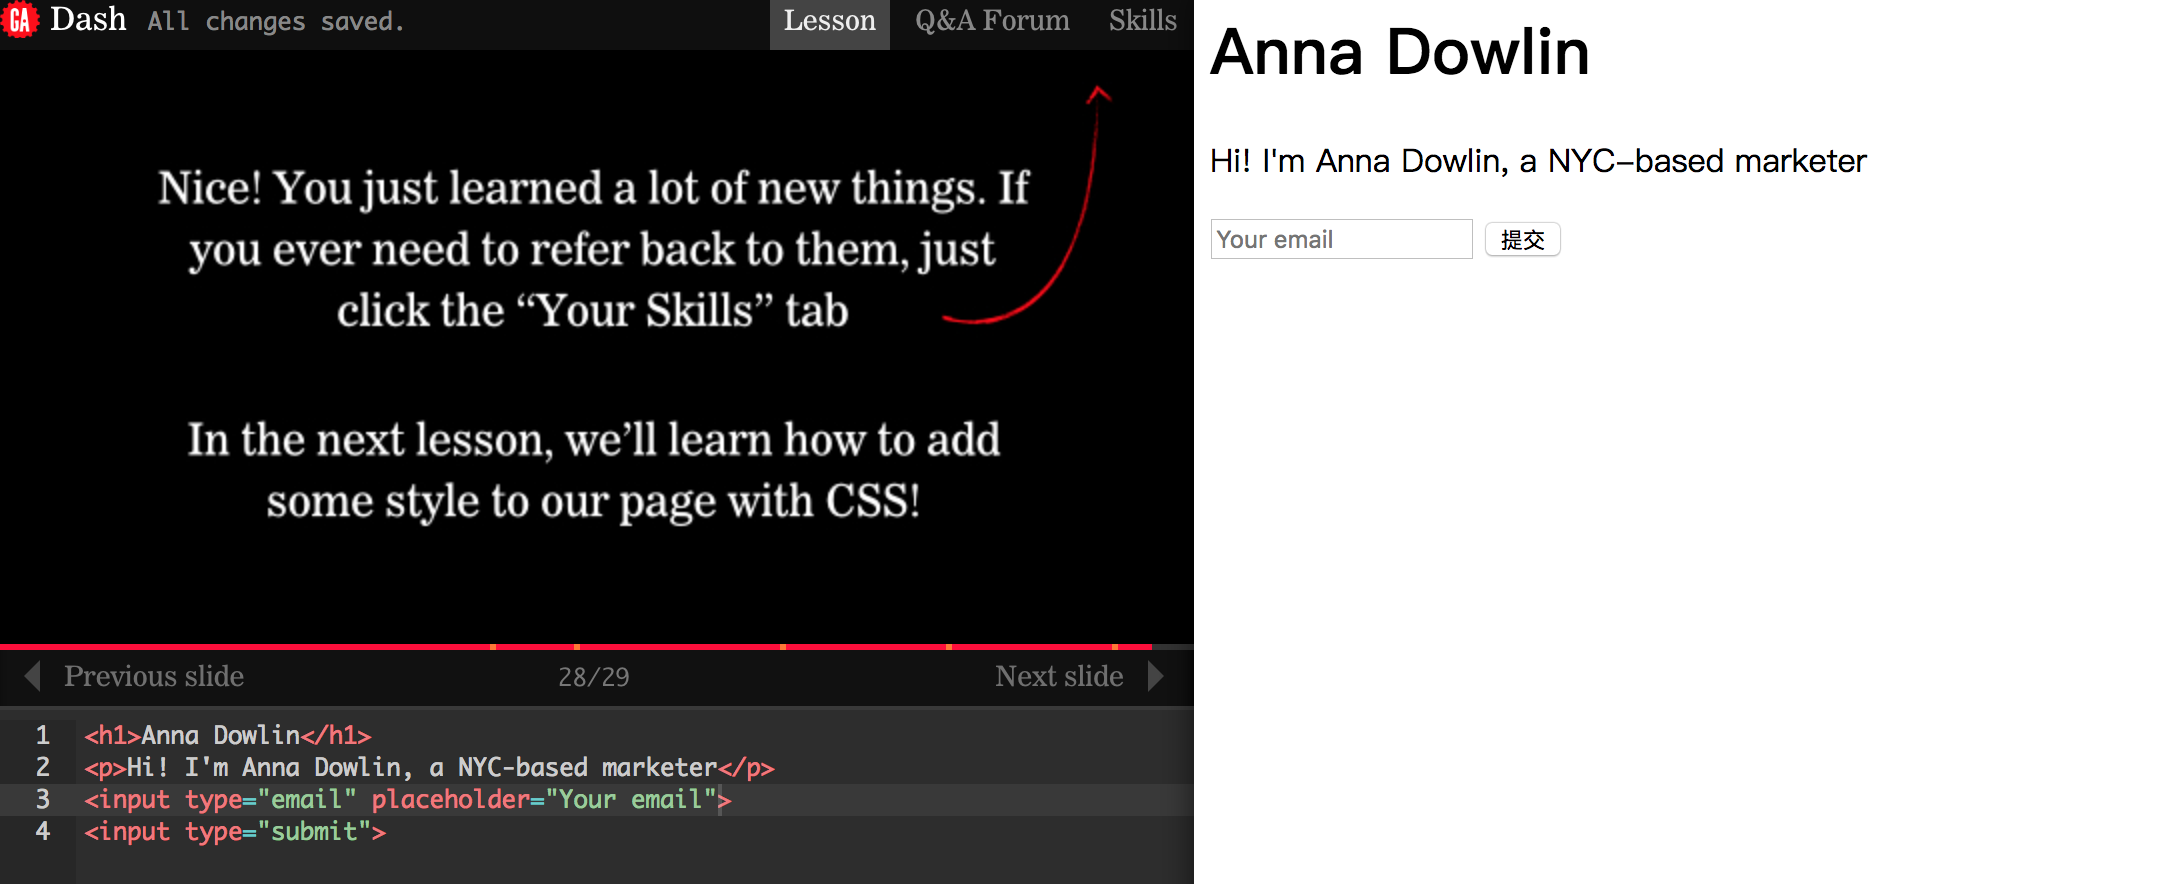 GA Dash All changes saved. Lesson Q&A Forum Skills
Nice! You just learned a lot of new things. If
you ever need to refer back to them, just
click the “Your Skills” tab
In the next lesson, we’ll learn how to add
some style to our page with CSS!
Previous slide 28/29 Next slide
1 <h1>Anna Dowlin</h1>
2 <p>Hi! I'm Anna Dowlin, a NYC-based marketer</p>
3 <input type="email" placeholder="Your email">
4 <input type="submit">
Anna Dowlin
Hi! I'm Anna Dowlin, a NYC-based marketer
Your email 提交